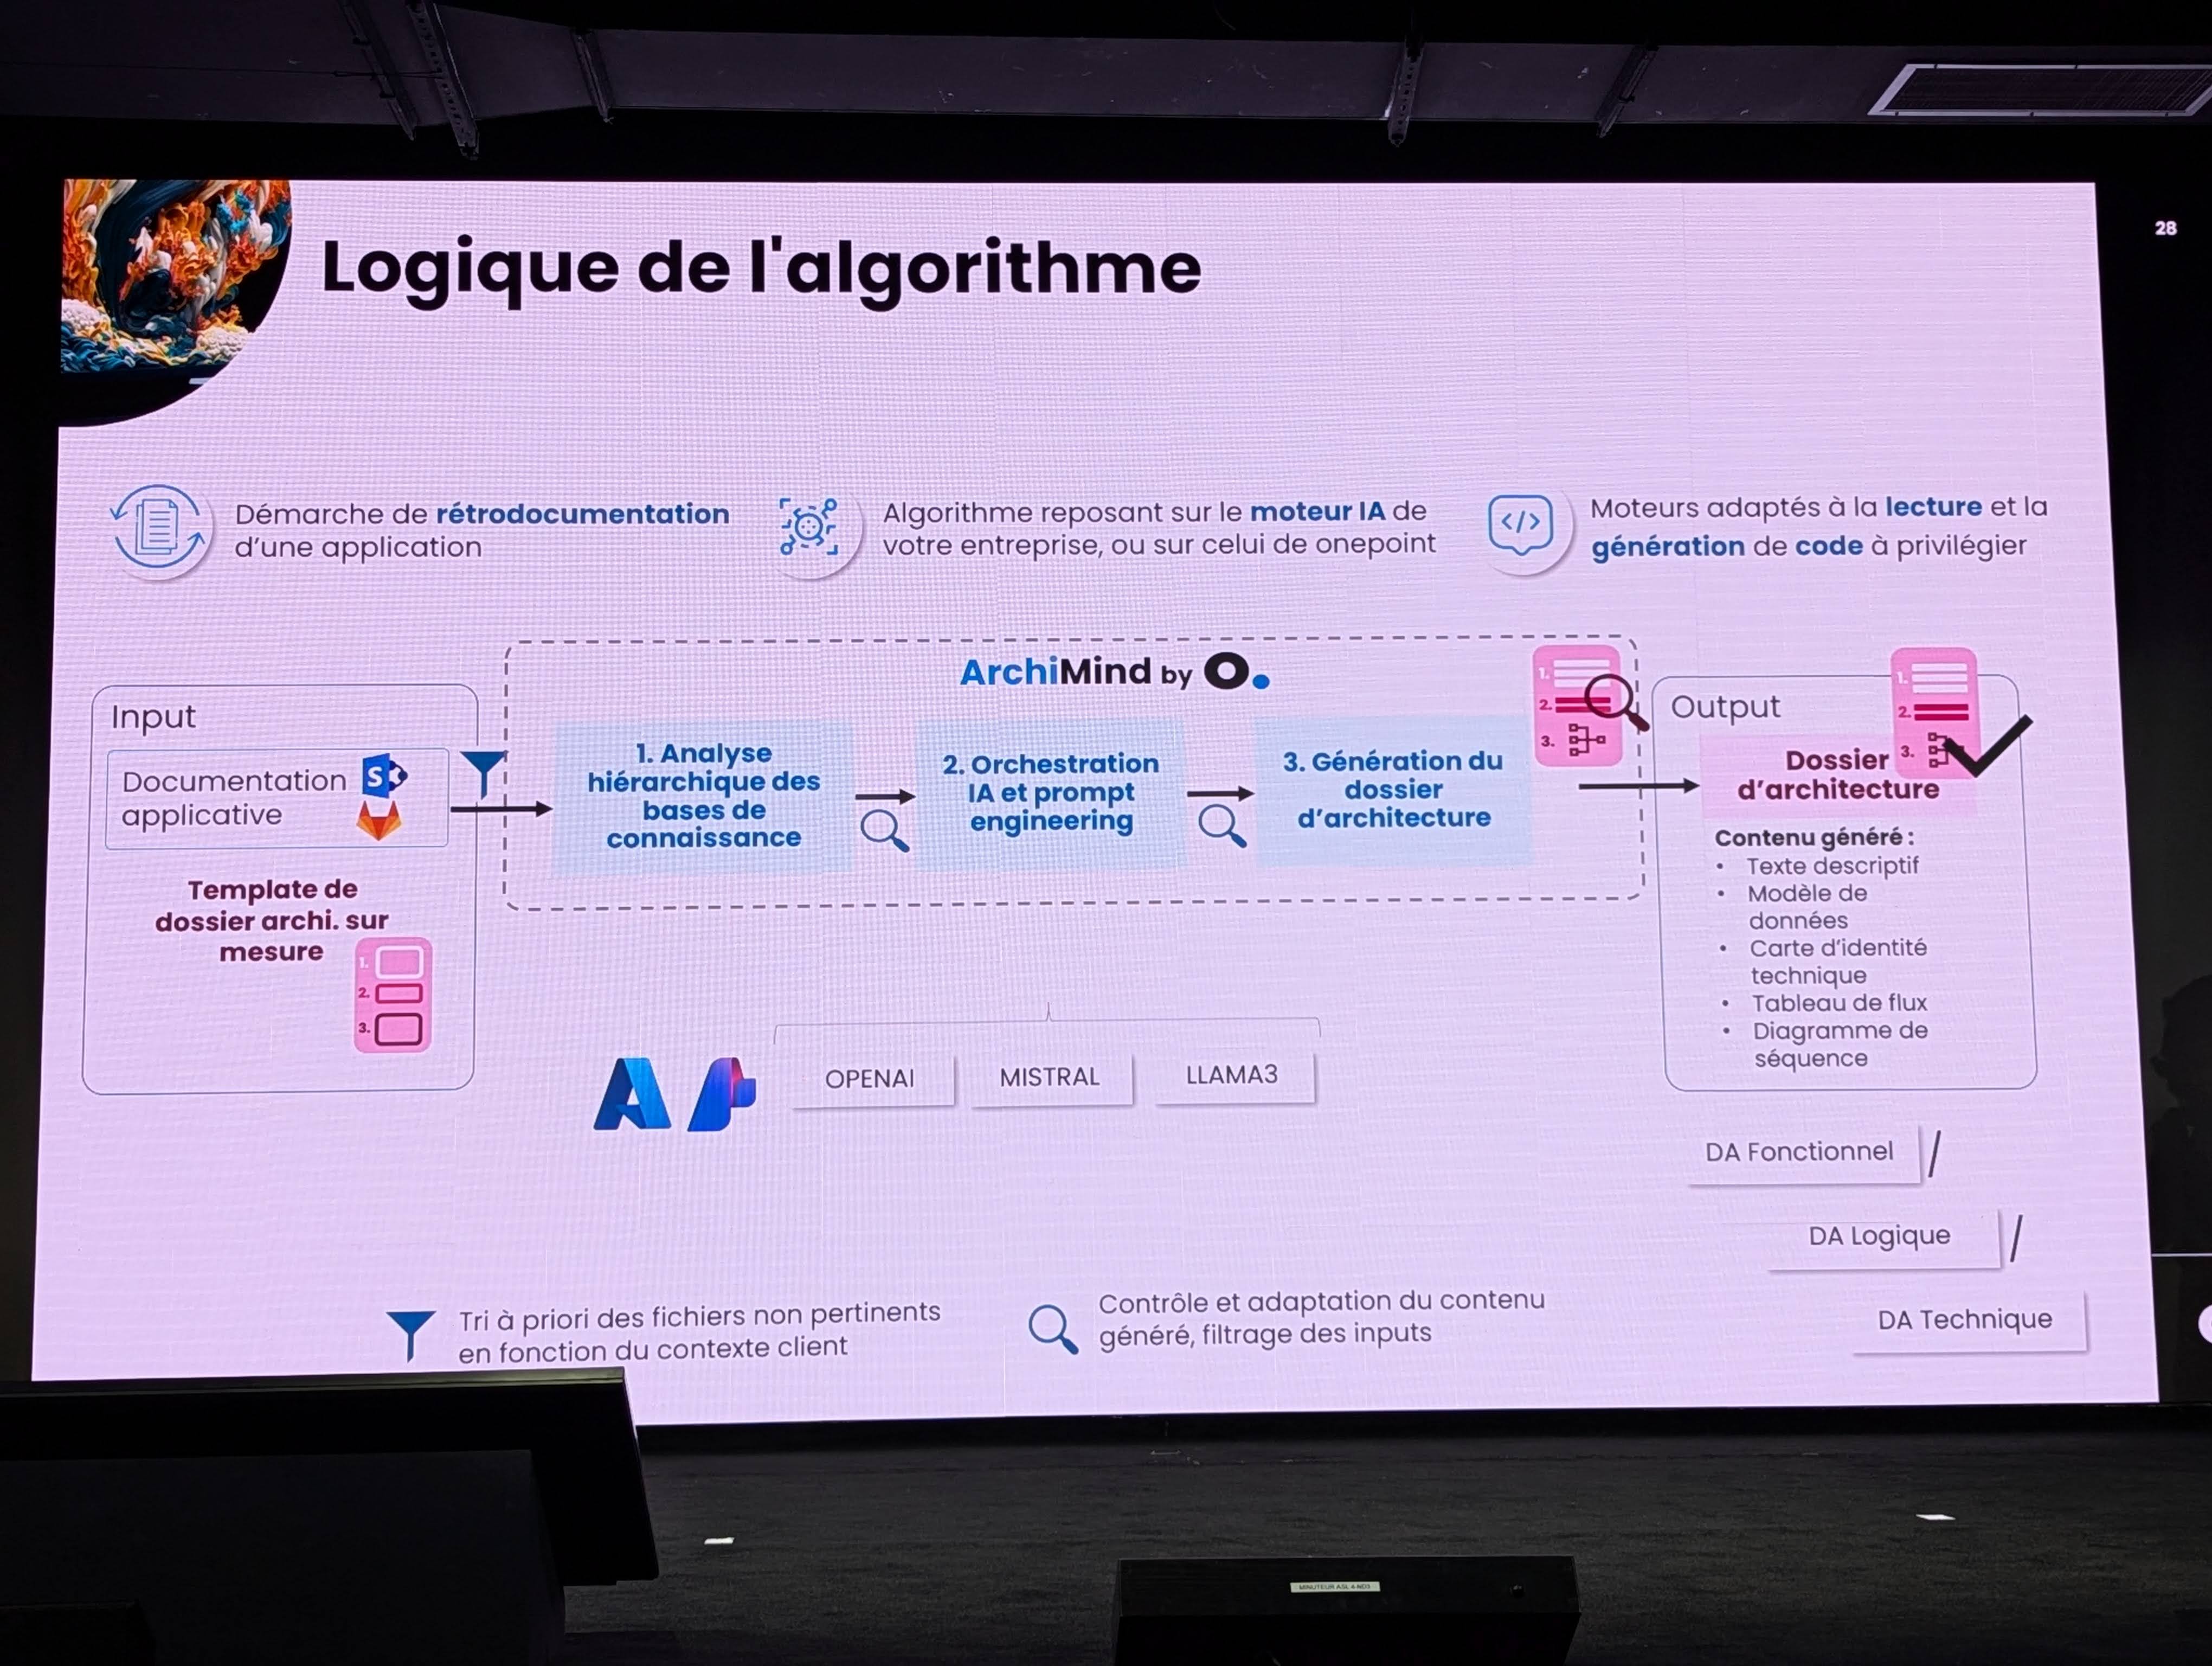 28
Logique de l'algorithme
Démarche de rétrodocumentation
d'une application
Algorithme reposant sur le moteur IA de
votre entreprise, ou sur celui de onepoint
</>
Moteurs adaptés à la lecture et la
génération de code à privilégier
ArchiMind by O.
Input
Documentation
applicative
S
Template de
dossier archi. sur
mesure
1.
2.
3.
1. Analyse
hiérarchique des
bases de
connaissance
2. Orchestration
IA et prompt
engineering
3. Génération du
dossier
d'architecture
1.
2.
3.
Output
1.
2.
3.
Dossier
d'architecture
Contenu généré :
• Texte descriptif
• Modèle de
données
• Carte d'identité
technique
• Tableau de flux
• Diagramme de
séquence
OPENAI
MISTRAL
LLAMA3
DA Fonctionnel /
DA Logique /
DA Technique
Tri à priori des fichiers non pertinents
en fonction du contexte client
Contrôle et adaptation du contenu
généré, filtrage des inputs